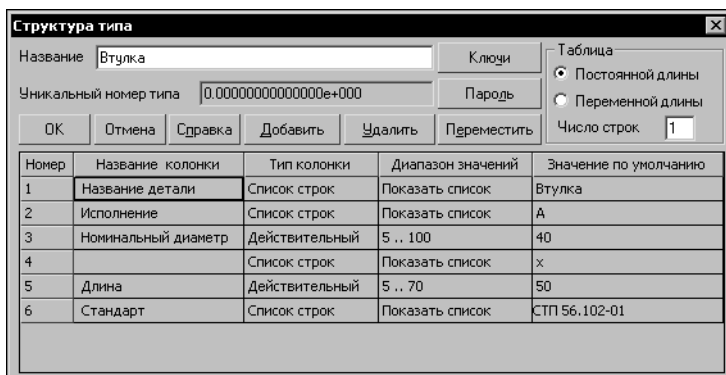 Структура типа
Название Втулка Ключи
Таблица
Постоянной длины
Уникальный номер типа 0.00000000000000e+000 Пароль
Переменной длины
OK Отмена Справка Добавить Удалить Переместить Число строк 1
Номер Название колонки Тип колонки Диапазон значений Значение по умолчанию
1 Название детали Список строк Показать список Втулка
2 Исполнение Список строк Показать список А
3 Номинальный диаметр Действительный 5 .. 100 40
4 Список строк Показать список x
5 Длина Действительный 5 .. 70 50
6 Стандарт Список строк Показать список СТП 56.102-01